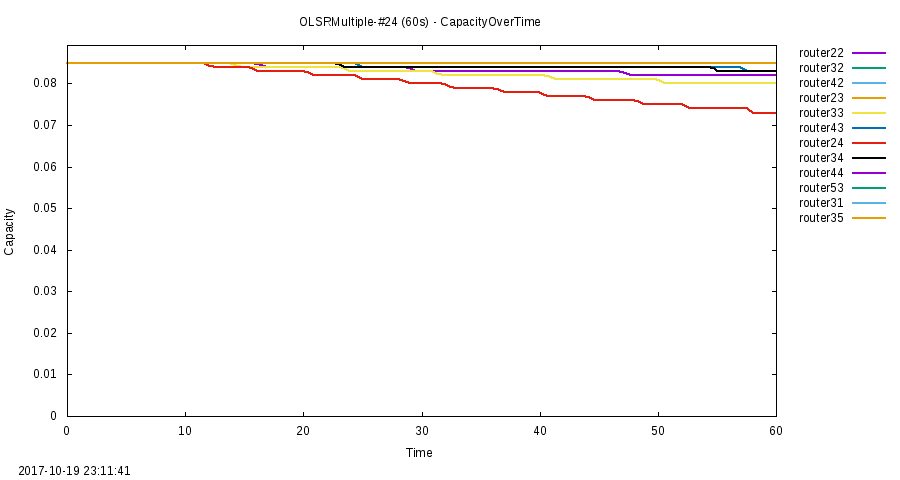 OLSRMultiple-#24 (60s) - CapacityOverTime
router22
router32
router42
router23
router33
router43
router24
router34
router44
router53
router31
router35
0.08
0.07
0.06
0.05
0.04
0.03
0.02
0.01
0
Capacity
0 10 20 30 40 50 60
Time
2017-10-19 23:11:41